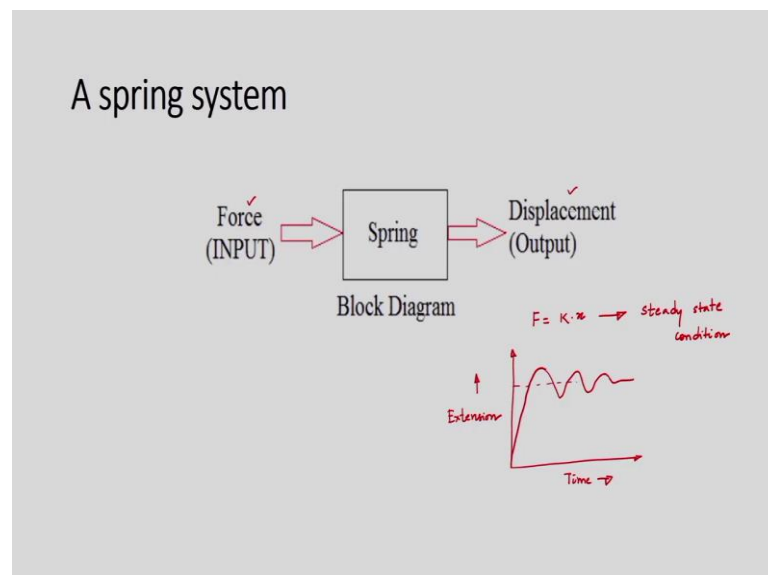 A spring system
Force
(INPUT)
Spring
Displacement
(Output)
Block Diagram
F = K·x → steady state
condition
Extension
Time →